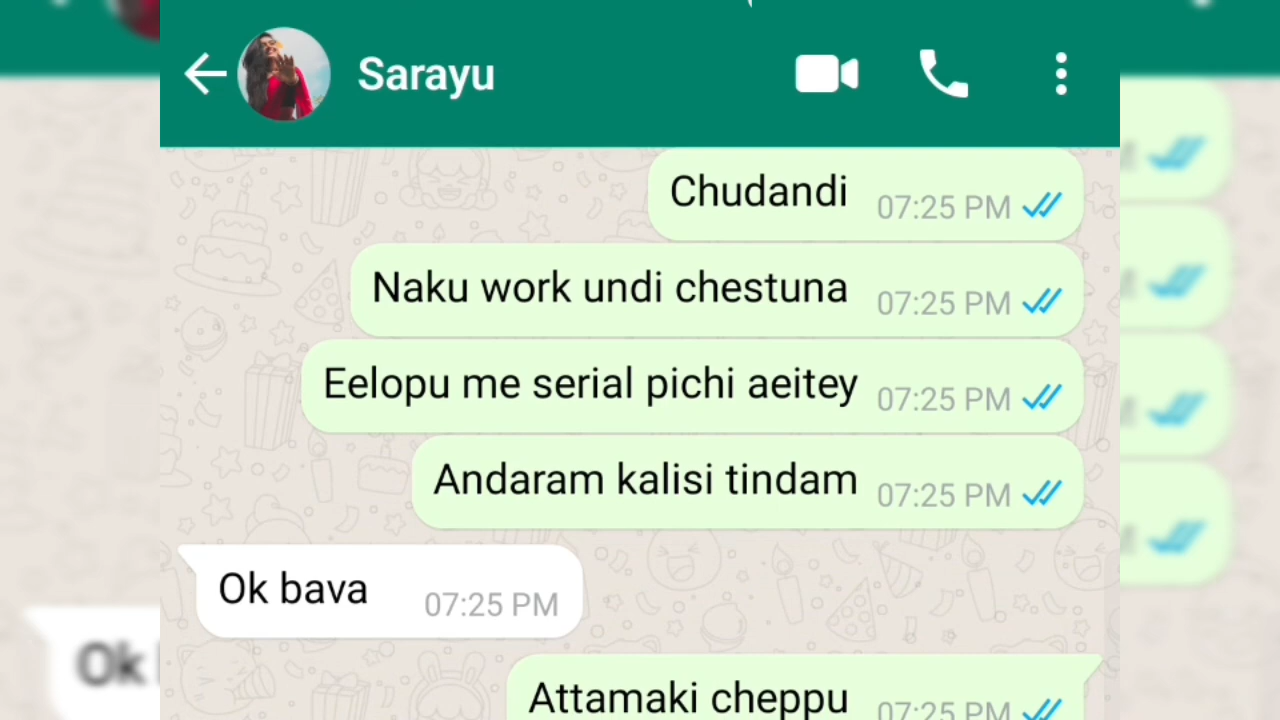 Sarayu
Chudandi 07:25 PM
Naku work undi chestuna 07:25 PM
Eelopu me serial pichi aeitey 07:25 PM
Andaram kalisi tindam 07:25 PM
Ok bava 07:25 PM
Attamaki cheppu 07:25 PM
Ok